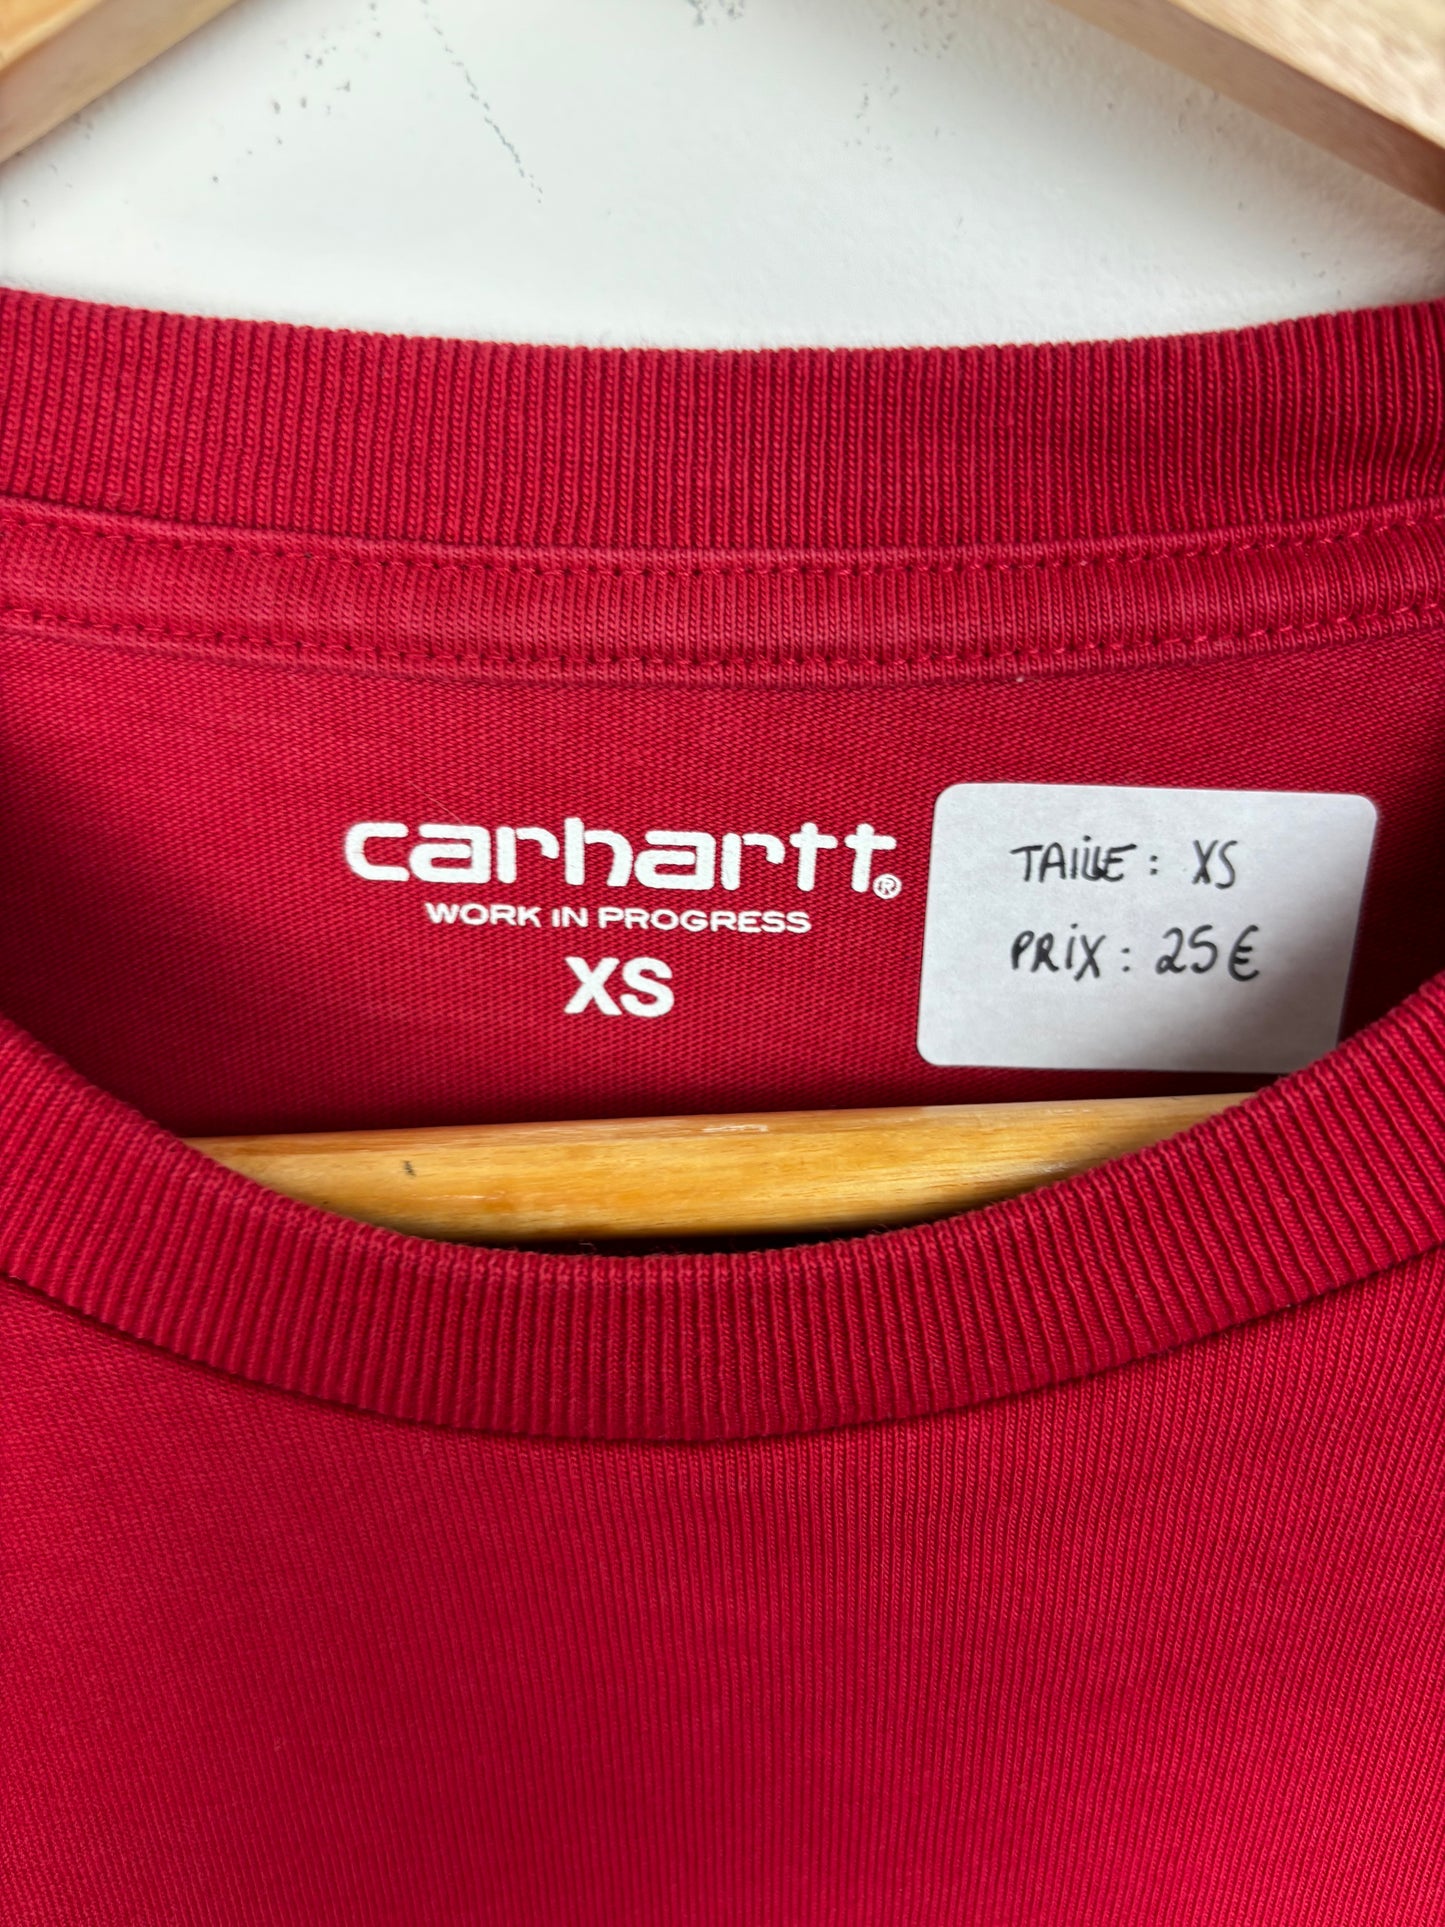 carhartt®
WORK IN PROGRESS
XS
TAILLE : XS
PRIX : 25€